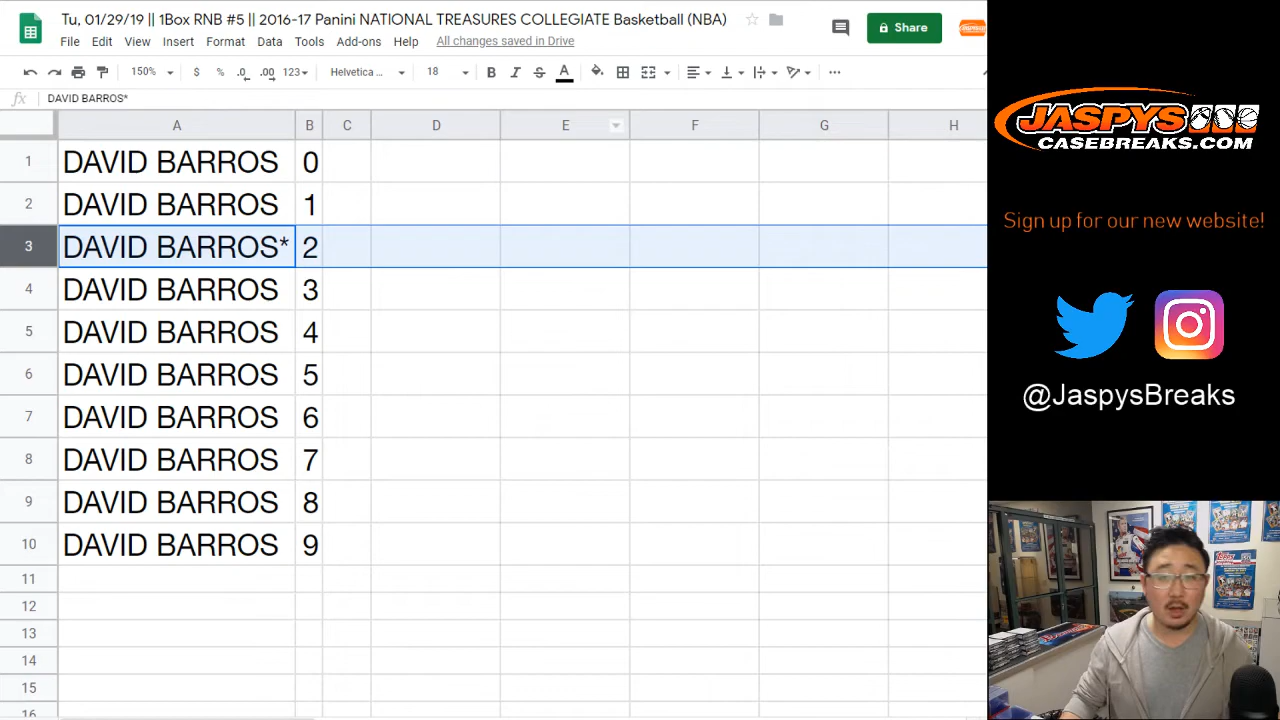 Tu, 01/29/19 || 1Box RNB #5 || 2016-17 Panini NATIONAL TREASURES COLLEGIATE Basketball (NBA)
File Edit View Insert Format Data Tools Add-ons Help All changes saved in Drive
Share
150% $ % .0 .00 123 Helvetica ... 18 B I S A
fx DAVID BARROS*
A B C D E F G H
1 DAVID BARROS 0
2 DAVID BARROS 1
3 DAVID BARROS* 2
4 DAVID BARROS 3
5 DAVID BARROS 4
6 DAVID BARROS 5
7 DAVID BARROS 6
8 DAVID BARROS 7
9 DAVID BARROS 8
10 DAVID BARROS 9
11
12
13
14
15
16
JASPYS
CASEBREAKS.COM
Sign up for our new website!
@JaspysBreaks